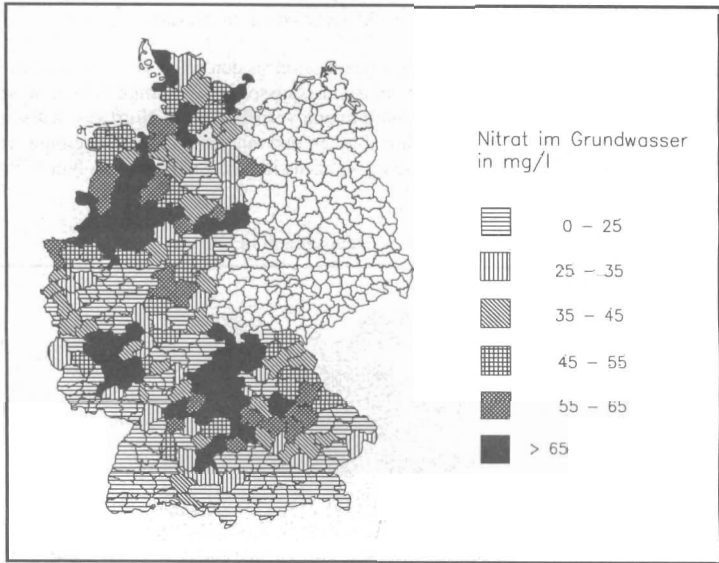 Nitrat im Grundwasser
in mg/l
0 – 25
25 – 35
35 – 45
45 – 55
55 – 65
> 65